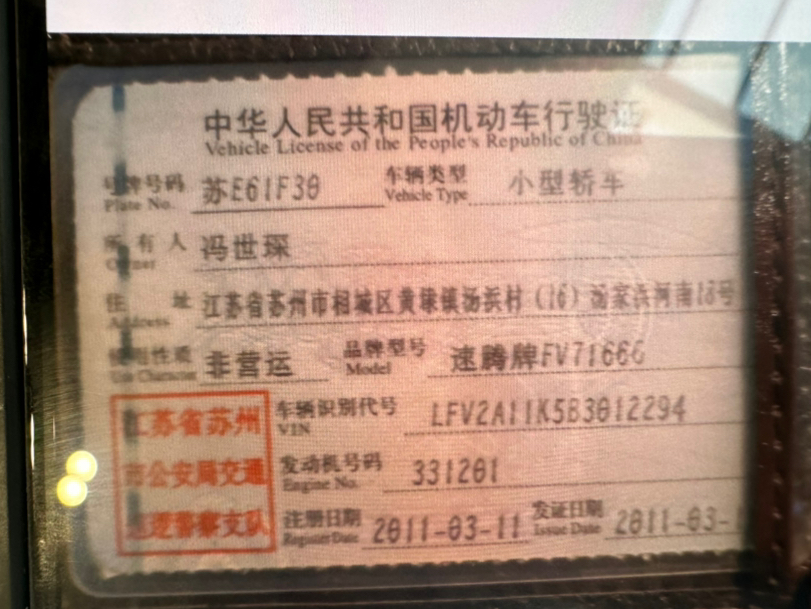 中华人民共和国机动车行驶证
Vehicle License of the People's Republic of China
号牌号码 Plate No. 苏E61F30 车辆类型 Vehicle Type 小型轿车
所有人 Owner 冯世琛
住址 Address 江苏省苏州市相城区黄埭镇汤浜村(16)汤家浜河南18号
使用性质 Use Character 非营运 品牌型号 Model 速腾牌FV71666
江苏省苏州 车辆识别代号 VIN LFV2A11K5B3012294
市公安局交通 发动机号码 Engine No. 331201
巡逻警察支队 注册日期 Register Date 2011-03-11 发证日期 Issue Date 2011-03-